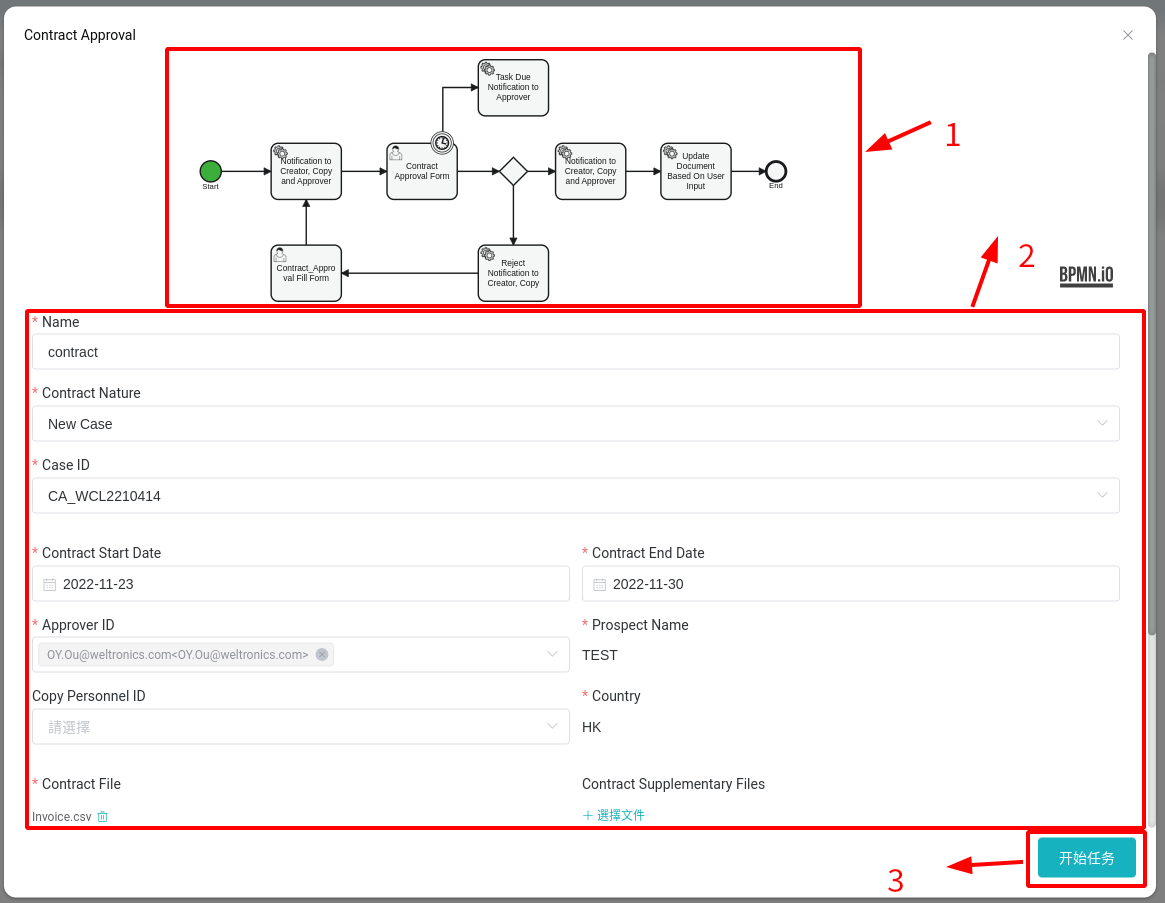 Contract Approval
Task Due
Notification to
Approver
1
Notification to
Creator, Copy
and Approver
Contract
Approval Form
Notification to
Creator, Copy
and Approver
Update
Document
Based On User
Input
Start
End
2
Contract_Appro
val Fill Form
Reject
Notification to
Creator, Copy
BPMN.iO
* Name
contract
* Contract Nature
New Case
* Case ID
CA_WCL2210414
* Contract Start Date
* Contract End Date
2022-11-23
2022-11-30
* Approver ID
* Prospect Name
OY.Ou@weltronics.com<OY.Ou@weltronics.com>
TEST
Copy Personnel ID
* Country
請選擇
HK
* Contract File
Contract Supplementary Files
Invoice.csv
+ 選擇文件
开始任务
3